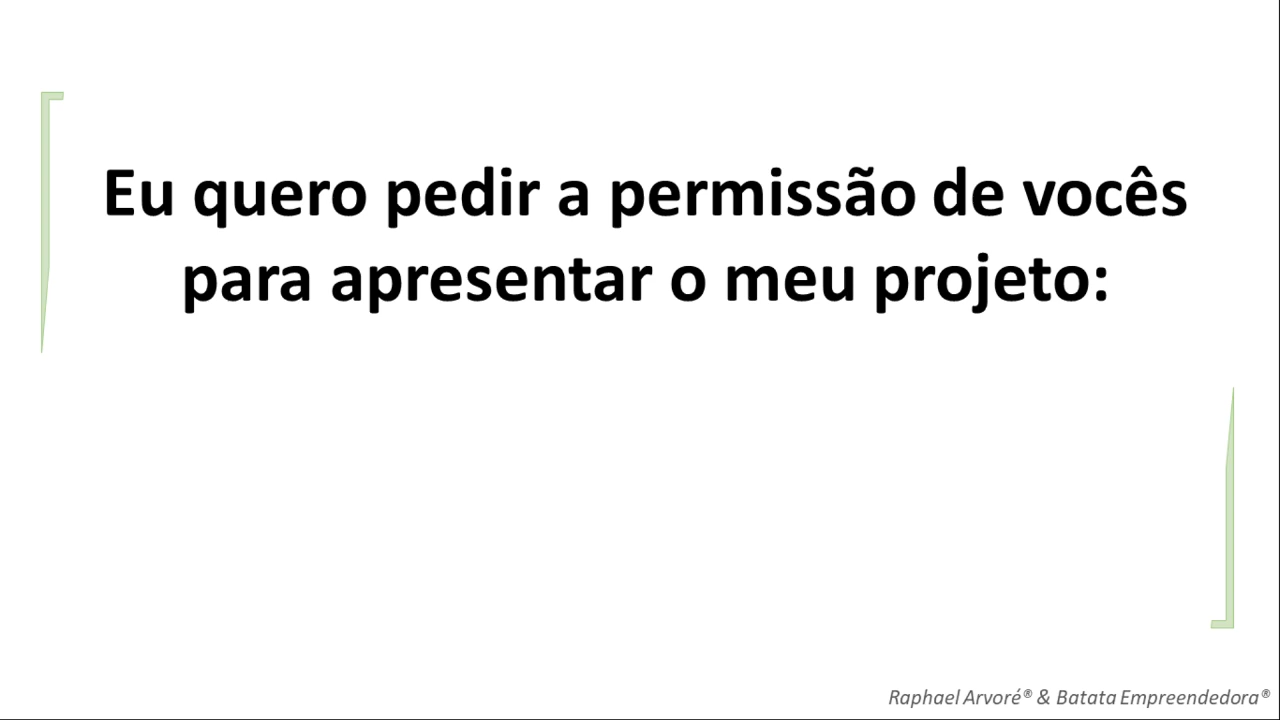 Eu quero pedir a permissão de vocês
para apresentar o meu projeto:
Raphael Arvoré® & Batata Empreendedora®